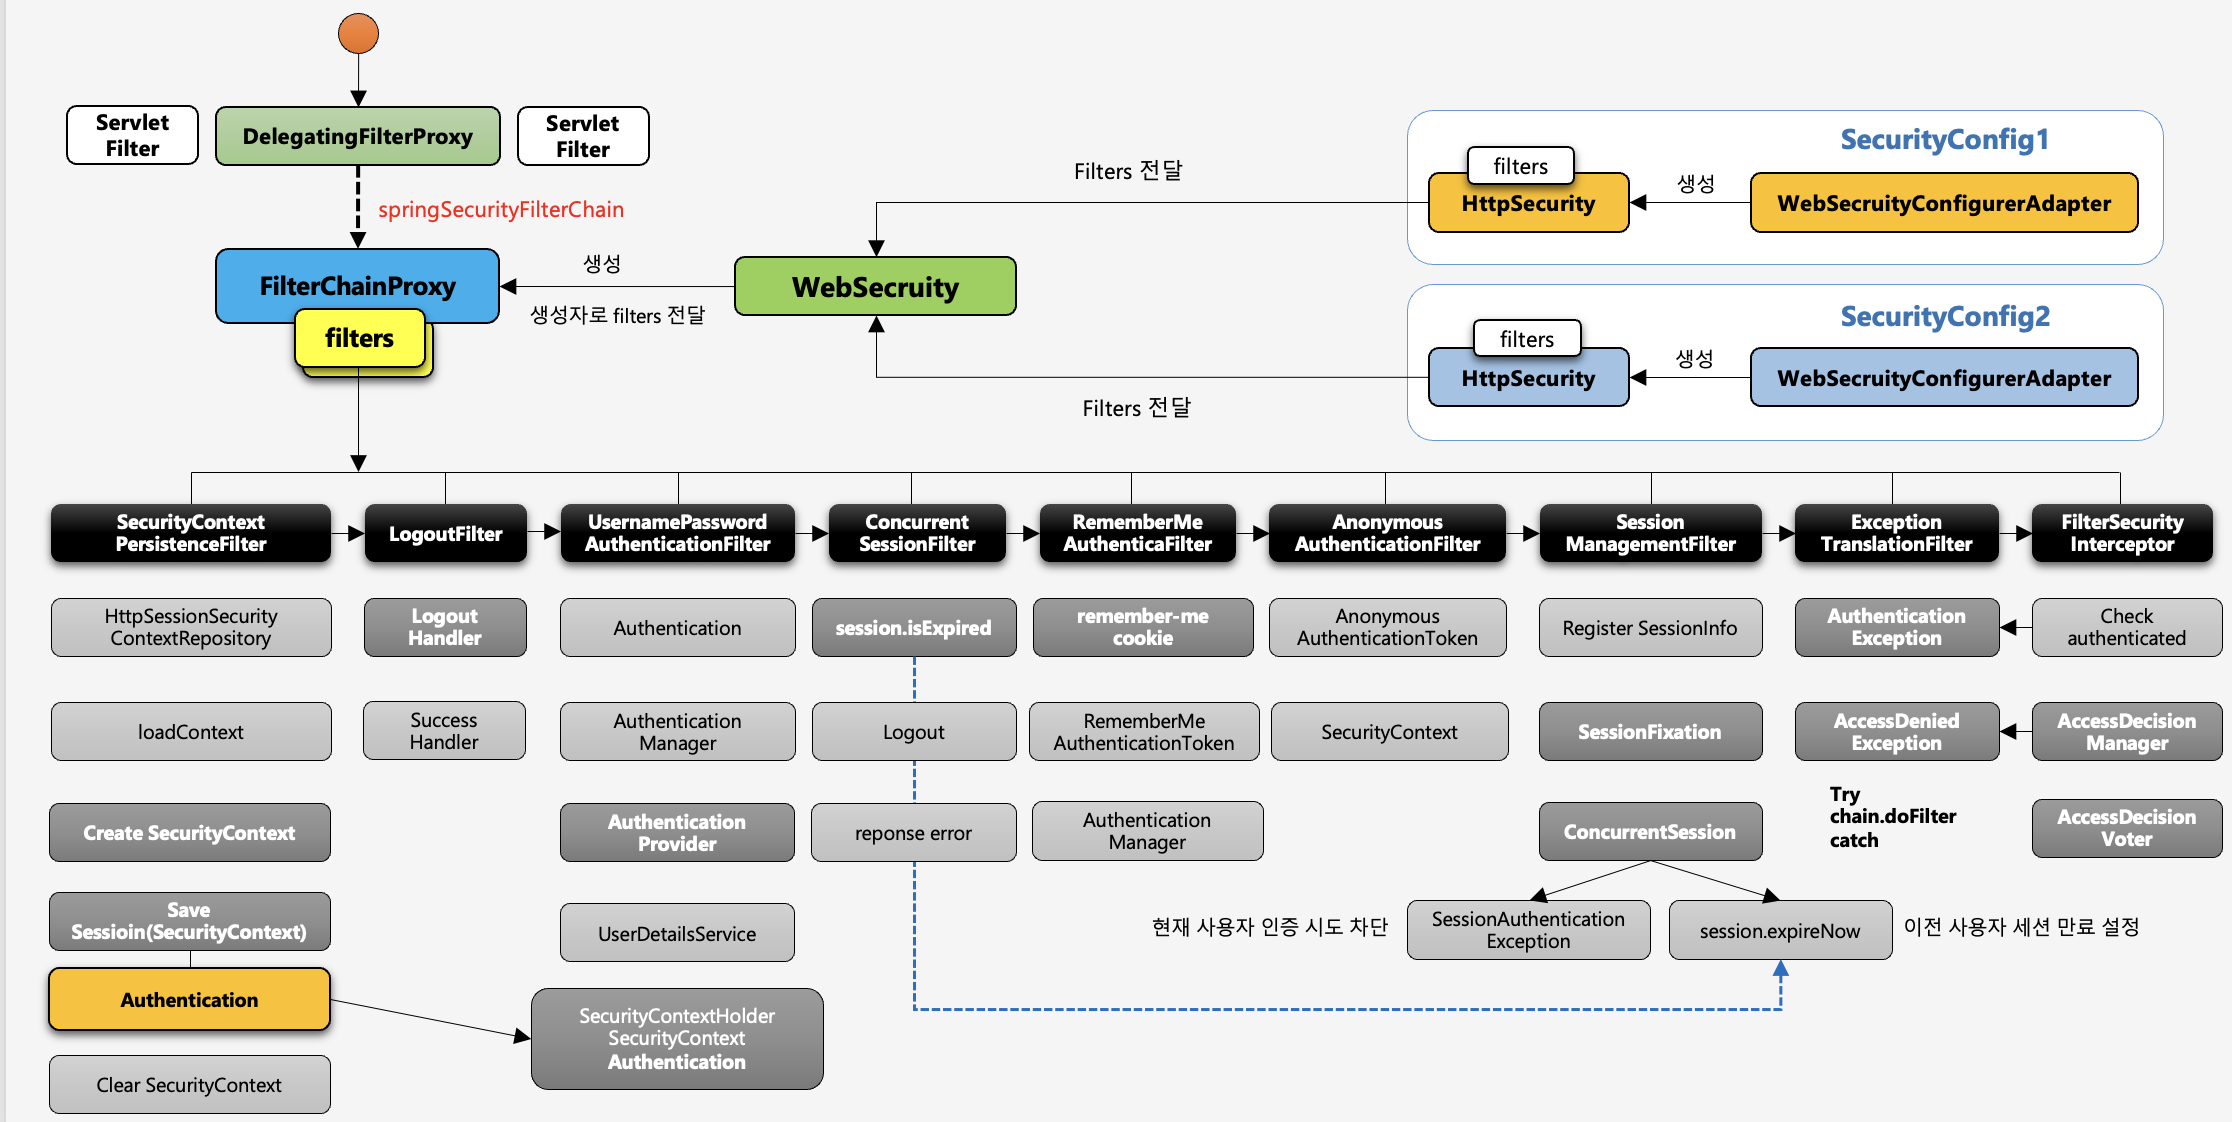 Servlet
Filter
DelegatingFilterProxy
Servlet
Filter
springSecurityFilterChain
FilterChainProxy
filters
생성
생성자로 filters 전달
WebSecruity
Filters 전달
Filters 전달
SecurityConfig1
filters
HttpSecurity
생성
WebSecruityConfigurerAdapter
SecurityConfig2
filters
HttpSecurity
생성
WebSecruityConfigurerAdapter
SecurityContext
PersistenceFilter
LogoutFilter
UsernamePassword
AuthenticationFilter
Concurrent
SessionFilter
RememberMe
AuthenticaFilter
Anonymous
AuthenticationFilter
Session
ManagementFilter
Exception
TranslationFilter
FilterSecurity
Interceptor
HttpSessionSecurity
ContextRepository
Logout
Handler
Authentication
session.isExpired
remember-me
cookie
Anonymous
AuthenticationToken
Register SessionInfo
Authentication
Exception
Check
authenticated
loadContext
Success
Handler
Authentication
Manager
Logout
RememberMe
AuthenticationToken
SecurityContext
SessionFixation
AccessDenied
Exception
AccessDecision
Manager
Create SecurityContext
Authentication
Provider
reponse error
Authentication
Manager
ConcurrentSession
Try
chain.doFilter
catch
AccessDecision
Voter
Save
Sessioin(SecurityContext)
UserDetailsService
현재 사용자 인증 시도 차단
SessionAuthentication
Exception
session.expireNow
이전 사용자 세션 만료 설정
Authentication
SecurityContextHolder
SecurityContext
Authentication
Clear SecurityContext